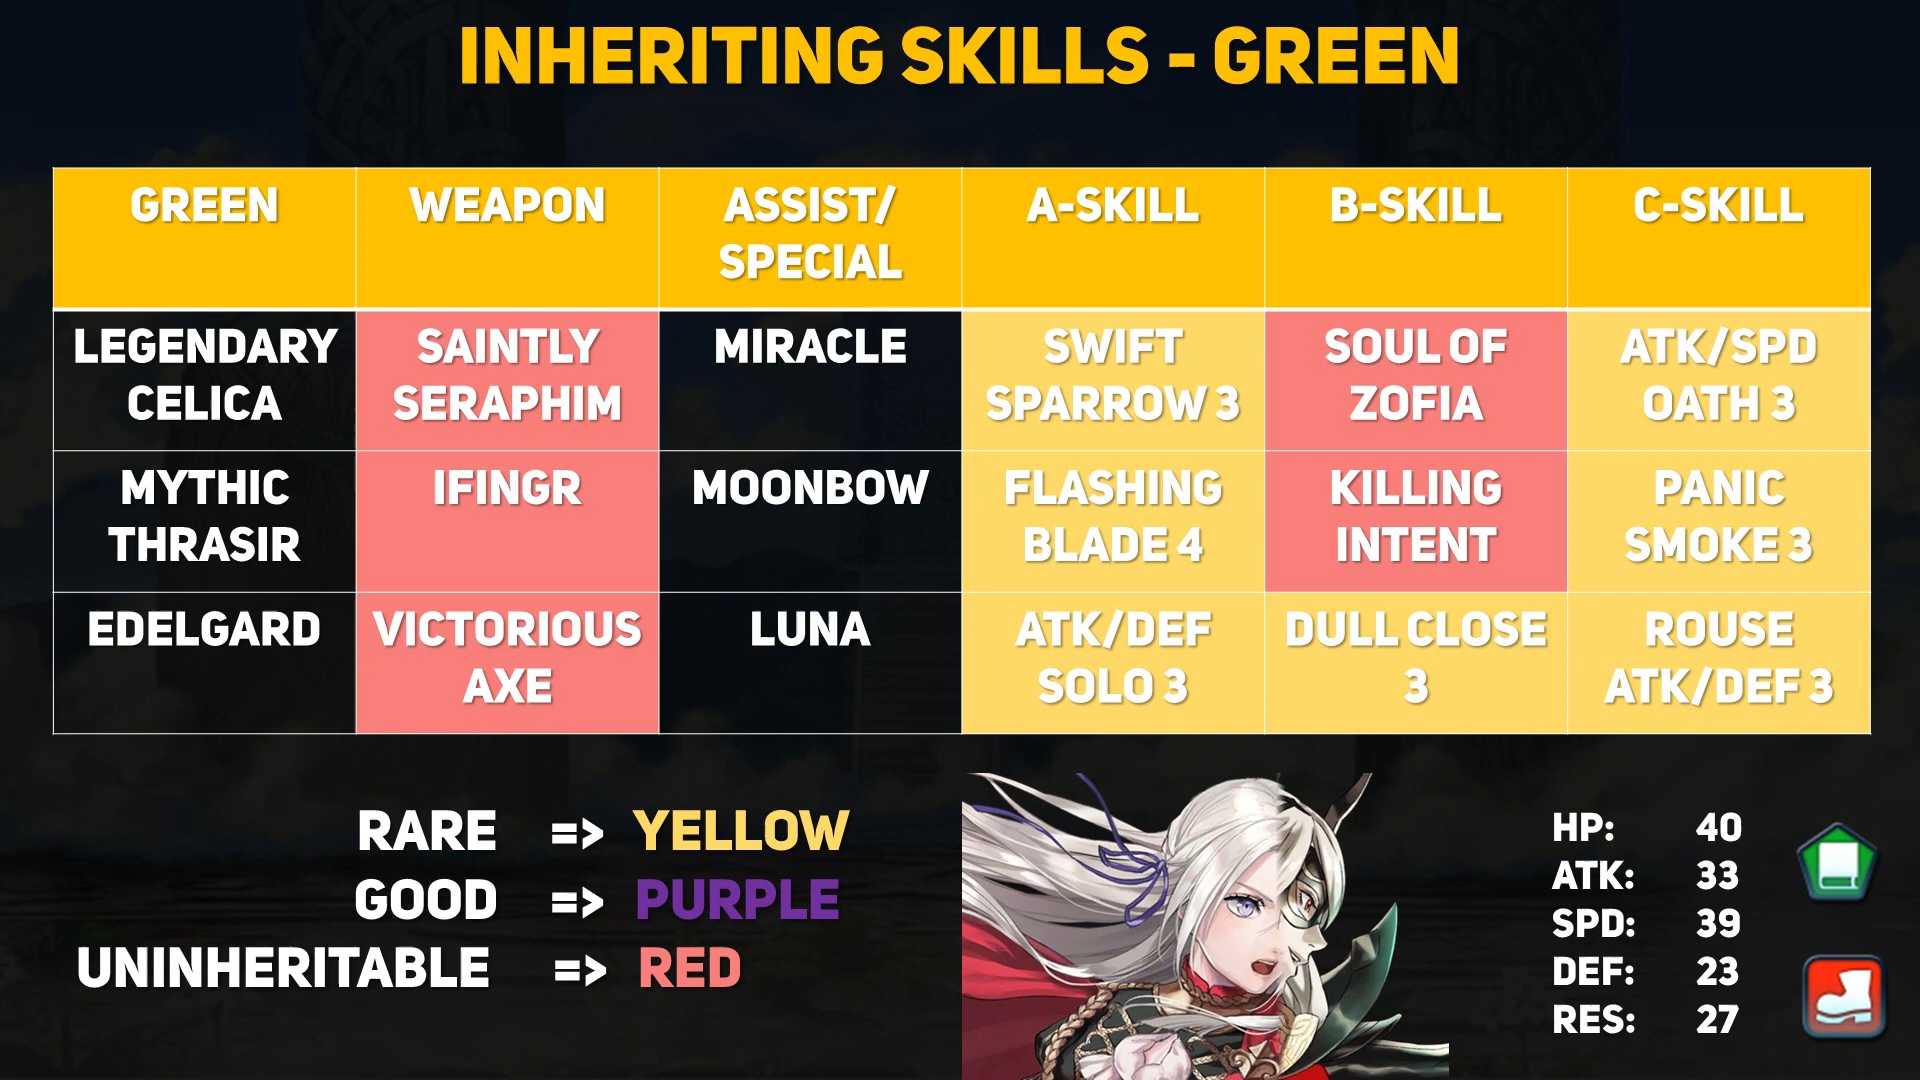 INHERITING SKILLS - GREEN
GREEN
WEAPON
ASSIST/
SPECIAL
A-SKILL
B-SKILL
C-SKILL
LEGENDARY
CELICA
SAINTLY
SERAPHIM
MIRACLE
SWIFT
SPARROW 3
SOUL OF
ZOFIA
ATK/SPD
OATH 3
MYTHIC
THRASIR
IFINGR
MOONBOW
FLASHING
BLADE 4
KILLING
INTENT
PANIC
SMOKE 3
EDELGARD
VICTORIOUS
AXE
LUNA
ATK/DEF
SOLO 3
DULL CLOSE
3
ROUSE
ATK/DEF 3
RARE => YELLOW
GOOD => PURPLE
UNINHERITABLE => RED
HP: 40
ATK: 33
SPD: 39
DEF: 23
RES: 27